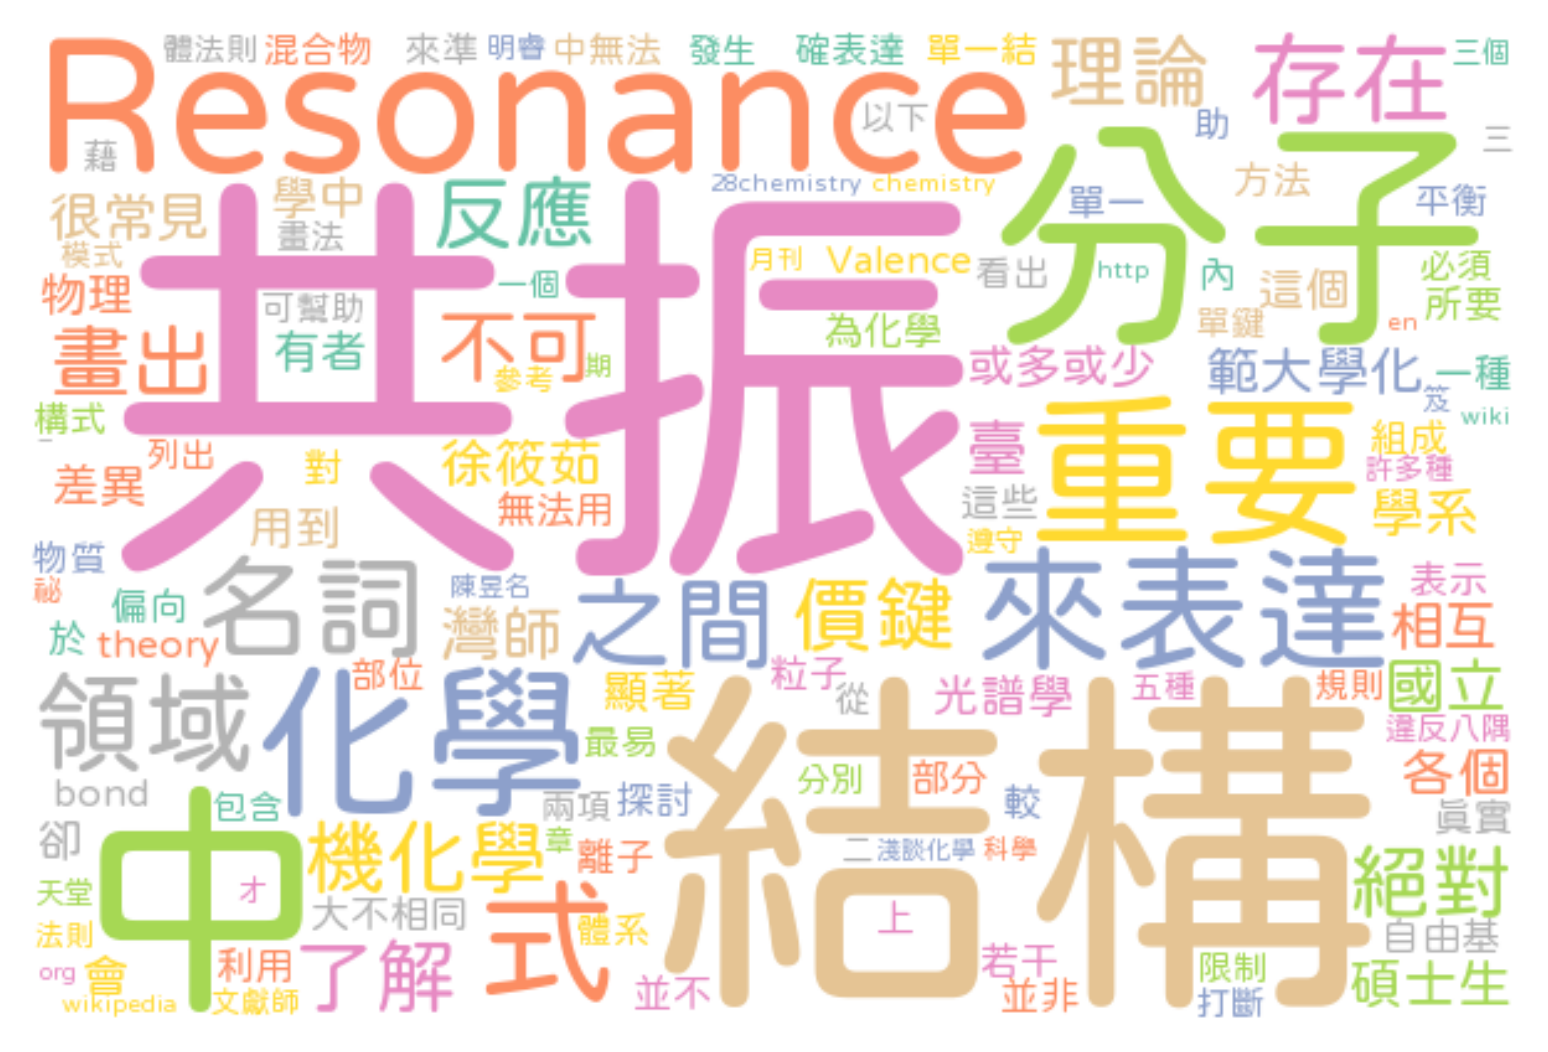 體法則 混合物 來準 明睿 中無法 發生 確表達 單一結 理論 存在 三個
Resonance 以下 助 三
藉
很常見 學中 反應 28chemistry chemistry 分子 單一 方法 平衡
畫法
模式 共振 月刊 Valence 看出 http 內 這個 必須
物理 可幫助 一個 單鍵 所要
畫出 有者 不可 期 為化學 en
參考 或多或少 範大學化 一種
構式 笈 wiki
列出 對 徐筱茹 臺 重要 組成
差異 無法用 這些 許多種
用到 遵守 學系
物質 名詞 陳昱名 之間 價鍵 來表達 表示
祕 偏向 灣師 相互
於 theory
領域 化學 部位 顯著 粒子 從 光譜學 五種 規則 國立
最易 結構 違反八隅
bond 包含 兩項 探討 分別 部分 較 各個
卻 中 機化學 章 離子 二 淺談化學 科學 眞實
天堂 才 大不相同 式 上 絕對
法則 體系 自由基
org 會 利用 了解 並不 若干 限制 碩士生
wikipedia 文獻師 並非 打斷